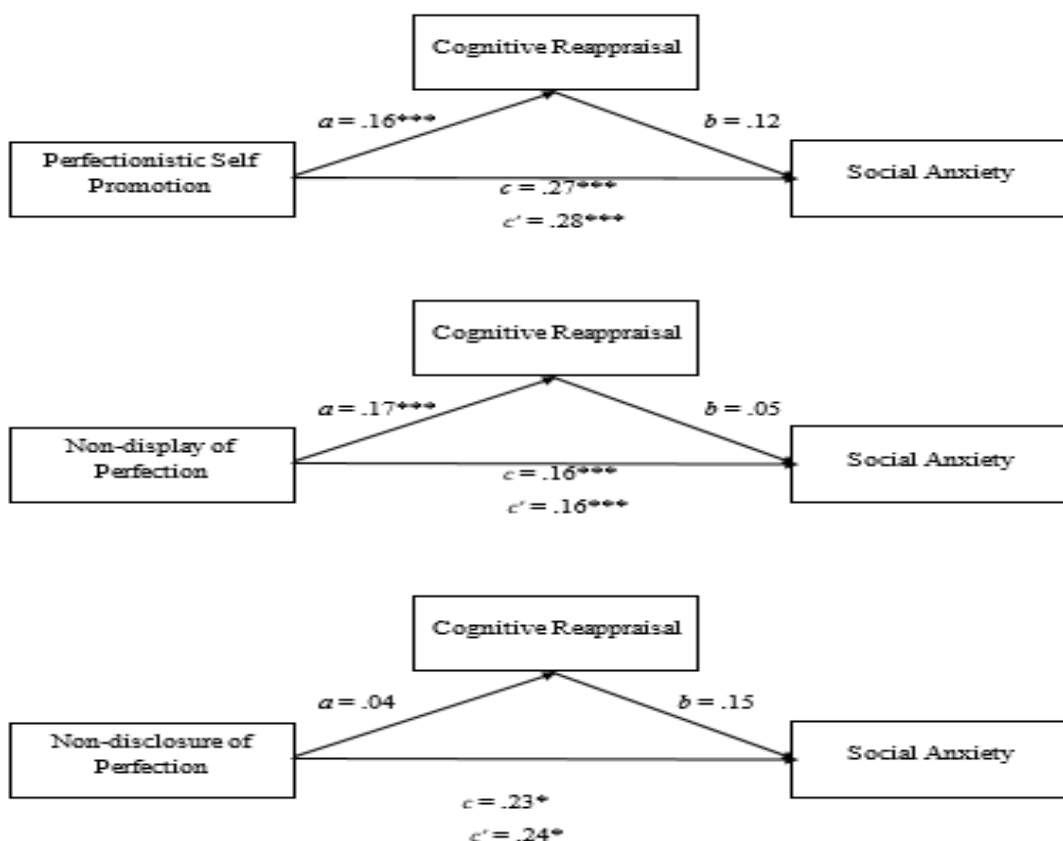 Cognitive Reappraisal
a = .16***
b = .12
Perfectionistic Self
Promotion
Social Anxiety
c = .27***
c' = .28***
Cognitive Reappraisal
a = .17***
b = .05
Non-display of
Perfection
Social Anxiety
c = .16***
c' = .16***
Cognitive Reappraisal
a = .04
b = .15
Non-disclosure of
Perfection
Social Anxiety
c = .23*
c' = .24*